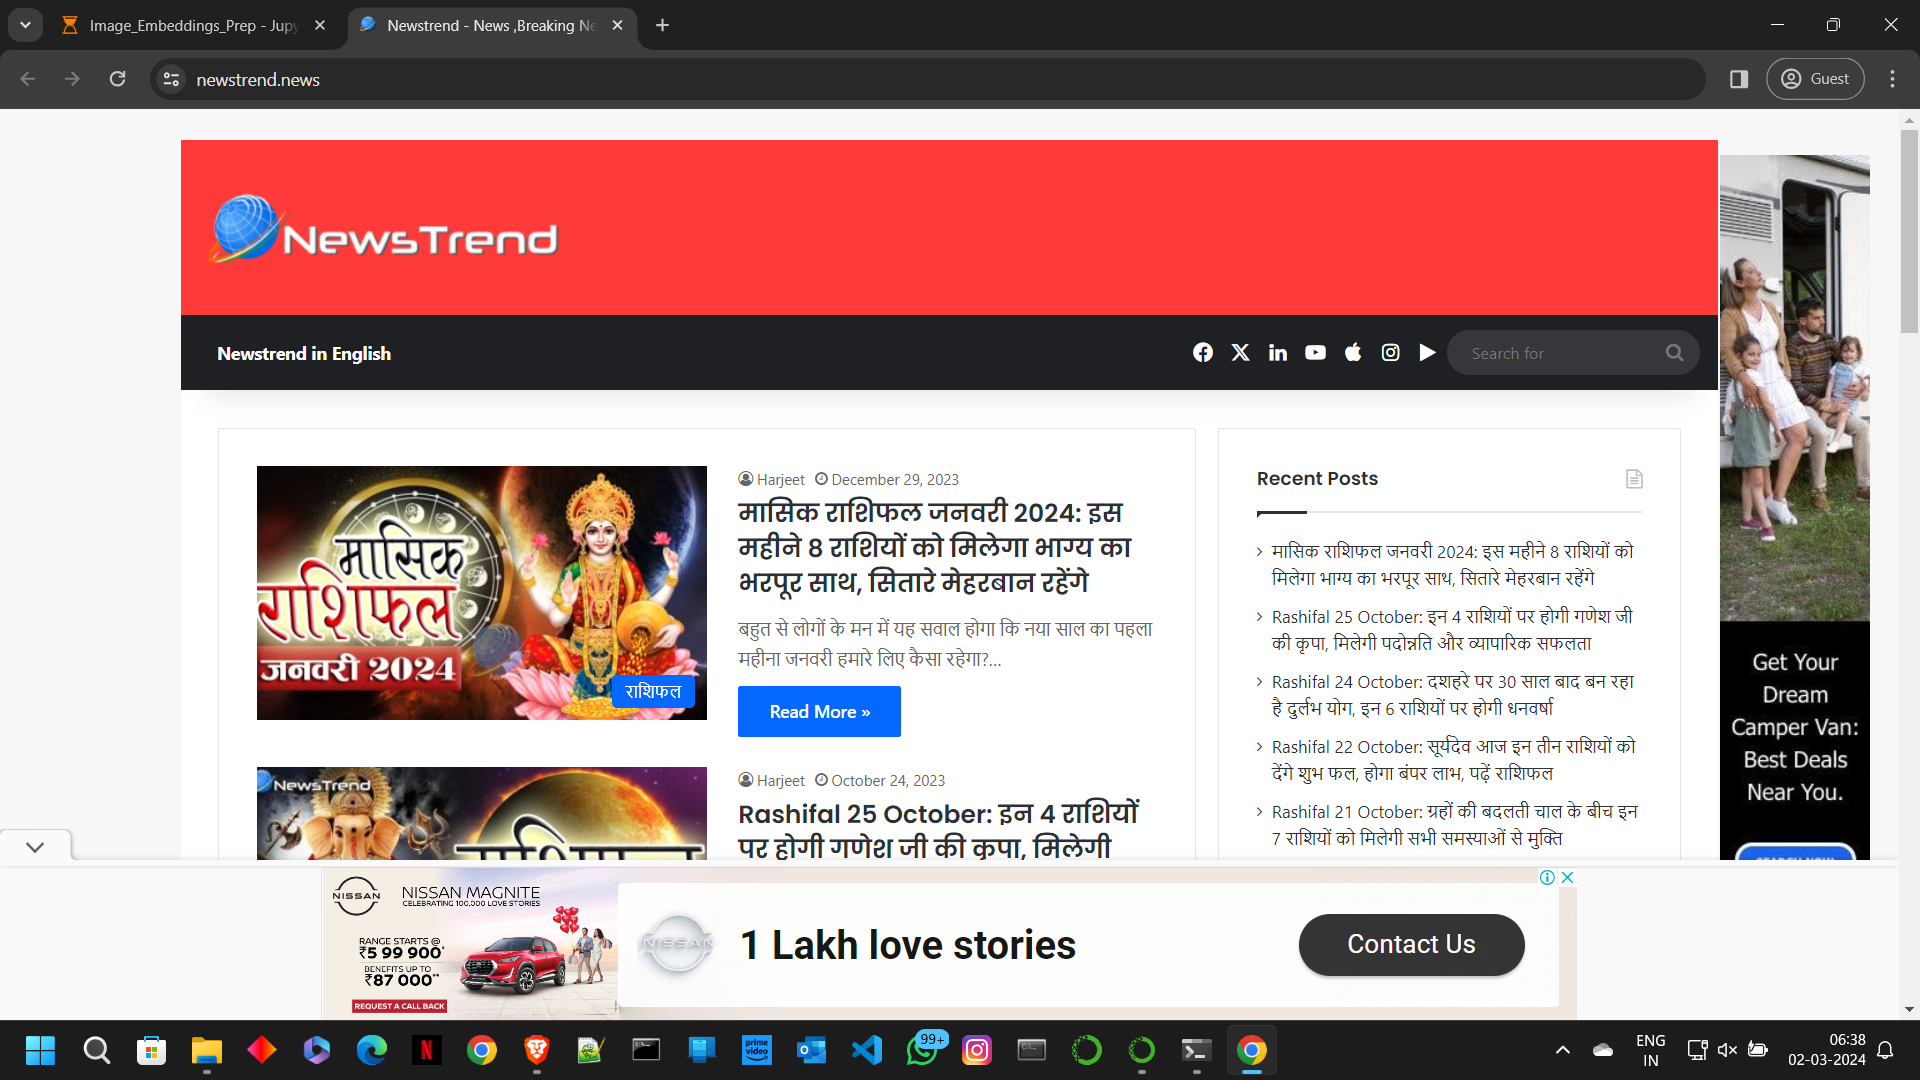 Image_Embeddings_Prep - Jupy
Newstrend - News ,Breaking Ne
newstrend.news
Guest
NewsTrend
Newstrend in English
Search for
मासिक
राशिफल
जनवरी 2024
राशिफल
Harjeet December 29, 2023
मासिक राशिफल जनवरी 2024: इस
महीने 8 राशियों को मिलेगा भाग्य का
भरपूर साथ, सितारे मेहरबान रहेंगे
बहुत से लोगों के मन में यह सवाल होगा कि नया साल का पहला
महीना जनवरी हमारे लिए कैसा रहेगा?...
Read More »
NewsTrend
Harjeet October 24, 2023
Rashifal 25 October: इन 4 राशियों
पर होगी गणेश जी की कृपा, मिलेगी
Recent Posts
मासिक राशिफल जनवरी 2024: इस महीने 8 राशियों को
मिलेगा भाग्य का भरपूर साथ, सितारे मेहरबान रहेंगे
Rashifal 25 October: इन 4 राशियों पर होगी गणेश जी
की कृपा, मिलेगी पदोन्नति और व्यापारिक सफलता
Rashifal 24 October: दशहरे पर 30 साल बाद बन रहा
है दुर्लभ योग, इन 6 राशियों पर होगी धनवर्षा
Rashifal 22 October: सूर्यदेव आज इन तीन राशियों को
देंगे शुभ फल, होगा बंपर लाभ, पढ़ें राशिफल
Rashifal 21 October: ग्रहों की बदलती चाल के बीच इन
7 राशियों को मिलेगी सभी समस्याओं से मुक्ति
Get Your
Dream
Camper Van:
Best Deals
Near You.
NISSAN
NISSAN MAGNITE
CELEBRATING 100,000 LOVE STORIES
RANGE STARTS @
₹5 99 900*
BENEFITS UP TO
₹87 000**
REQUEST A CALL BACK
NISSAN
1 Lakh love stories
Contact Us
prime video
99+
ENG
IN
06:38
02-03-2024